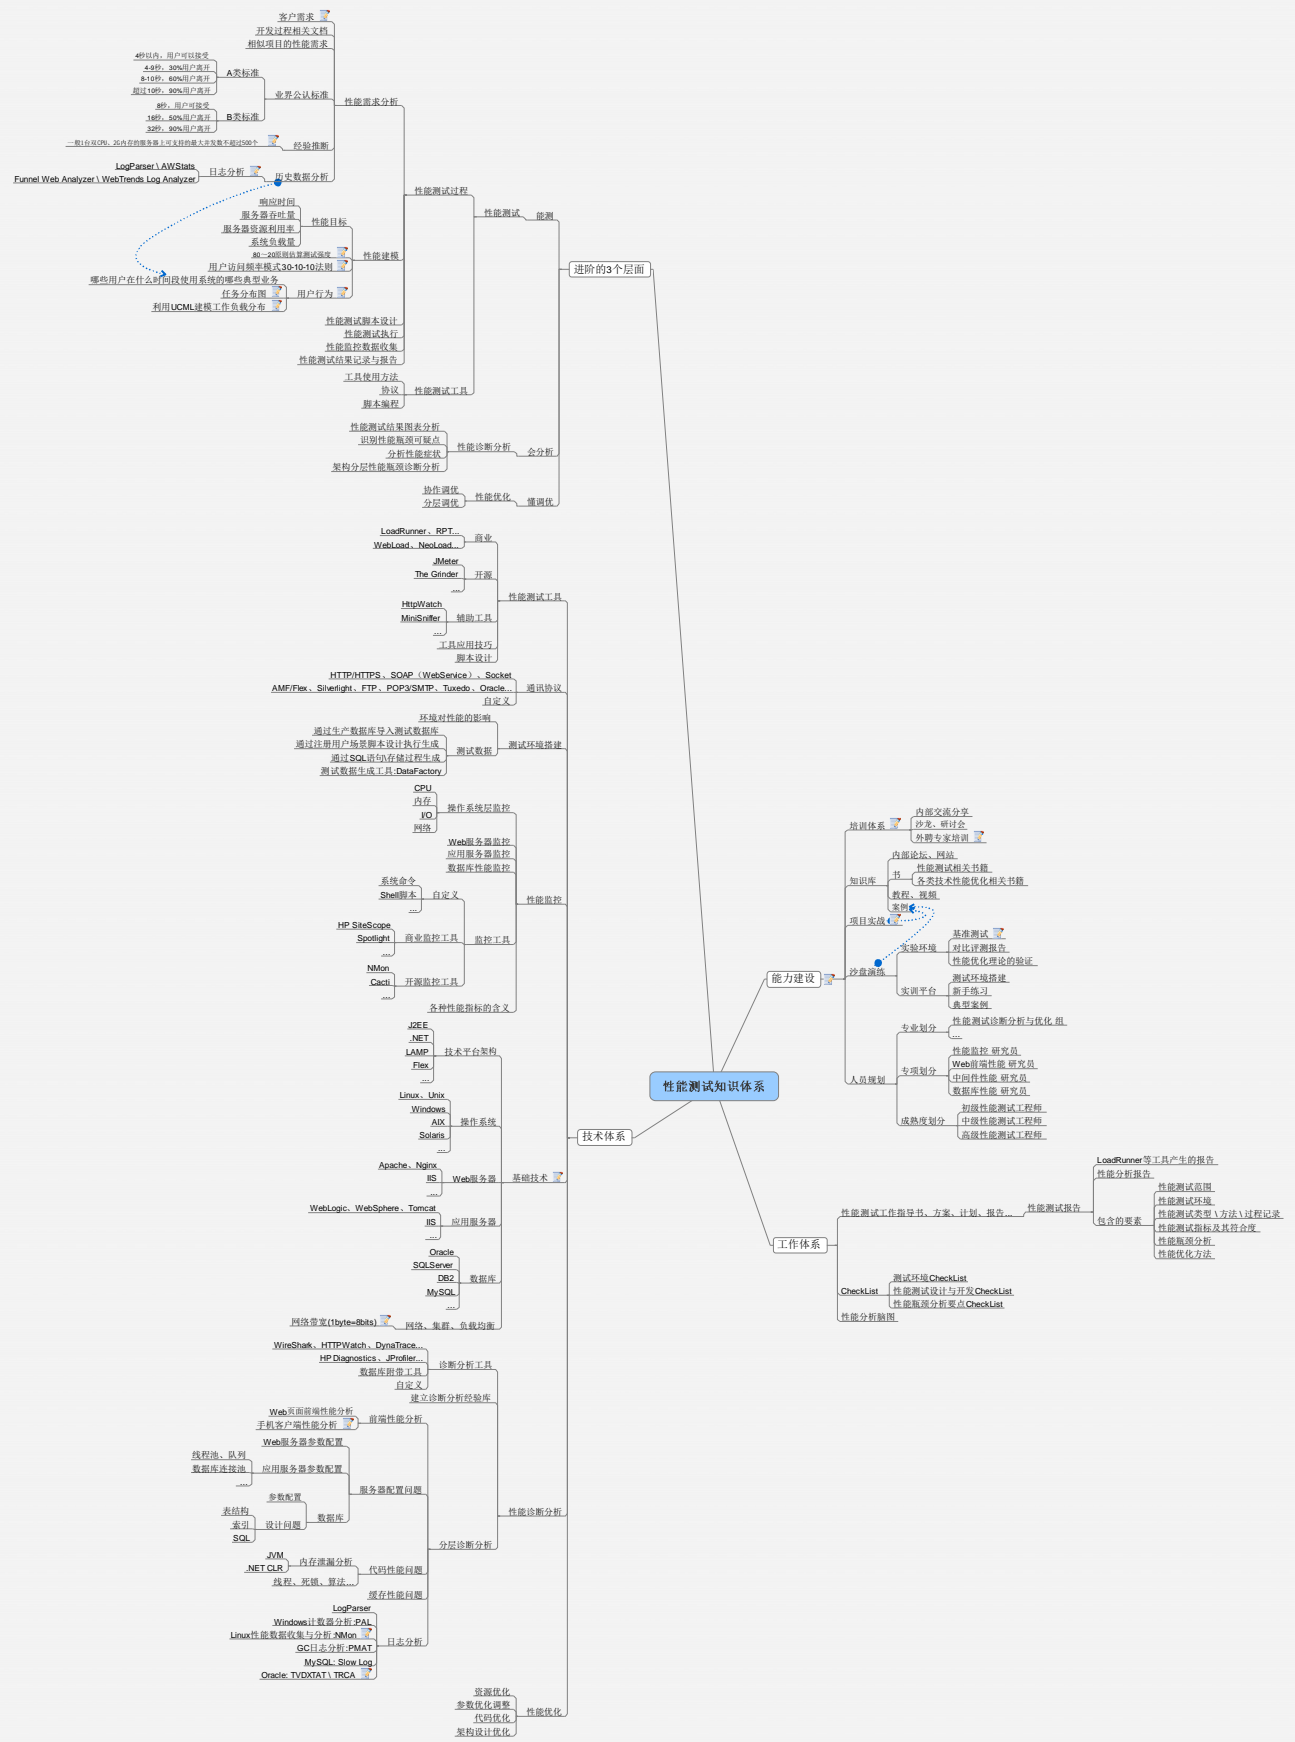 客户需求
开发过程相关文档
相似项目的性能需求
4秒以内，用户可以接受
4-9秒，30%用户离开
8-10秒，60%用户离开
超过10秒，90%用户离开
A类标准
8秒，用户可接受
16秒，50%用户离开
32秒，90%用户离开
B类标准
业界公认标准
一般1台双CPU、2G内存的服务器上可支持的最大并发数不超过500个
经验推断
LogParser \ AWStats
Funnel Web Analyzer \ WebTrends Log Analyzer
日志分析
历史数据分析
性能需求分析
响应时间
服务器吞吐量
服务器资源利用率
系统负载量
性能目标
80－20原则估算测试强度
用户访问频率模式30-10-10法则
哪些用户在什么时间段使用系统的哪些典型业务
任务分布图
利用UCML建模工作负载分布
用户行为
性能建模
性能测试脚本设计
性能测试执行
性能监控数据收集
性能测试结果记录与报告
性能测试过程
工具使用方法
协议
脚本编程
性能测试工具
性能测试
能测
性能测试结果图表分析
识别性能瓶颈可疑点
分析性能症状
架构分层性能瓶颈诊断分析
性能诊断分析
会分析
协作调优
分层调优
性能优化
懂调优
进阶的3个层面
LoadRunner、RPT...
WebLoad、NeoLoad...
商业
JMeter
The Grinder
...
开源
HttpWatch
MiniSniffer
...
辅助工具
工具应用技巧
脚本设计
性能测试工具
HTTP/HTTPS、SOAP（WebService）、Socket
AMF/Flex、Silverlight、FTP、POP3/SMTP、Tuxedo、Oracle...
自定义
通讯协议
环境对性能的影响
通过生产数据库导入测试数据库
通过注册用户场景脚本设计执行生成
通过SQL语句\存储过程生成
测试数据生成工具:DataFactory
测试数据
测试环境搭建
CPU
内存
I/O
网络
操作系统层监控
Web服务器监控
应用服务器监控
数据库性能监控
系统命令
Shell脚本
...
自定义
HP SiteScope
Spotlight
...
商业监控工具
NMon
Cacti
...
开源监控工具
监控工具
各种性能指标的含义
性能监控
J2EE
.NET
LAMP
Flex
...
技术平台架构
Linux、Unix
Windows
AIX
Solaris
...
操作系统
Apache、Nginx
IIS
...
Web服务器
WebLogic、WebSphere、Tomcat
IIS
...
应用服务器
Oracle
SQLServer
DB2
MySQL
...
数据库
网络带宽(1byte=8bits)
网络、集群、负载均衡
基础技术
WireShark、HTTPWatch、DynaTrace...
HP Diagnostics、JProfiler...
数据库附带工具
自定义
诊断分析工具
建立诊断分析经验库
Web页面前端性能分析
手机客户端性能分析
前端性能分析
Web服务器参数配置
线程池、队列
数据库连接池
...
应用服务器参数配置
参数配置
表结构
索引
SQL
设计问题
数据库
服务器配置问题
JVM
.NET CLR
内存泄漏分析
线程、死锁、算法...
代码性能问题
缓存性能问题
LogParser
Windows计数器分析:PAL
Linux性能数据收集与分析:NMon
GC日志分析:PMAT
MySQL: Slow Log
Oracle: TVDXTAT \ TRCA
日志分析
分层诊断分析
性能诊断分析
资源优化
参数优化调整
代码优化
架构设计优化
性能优化
技术体系
性能测试知识体系
能力建设
培训体系
内部交流分享
沙龙、研讨会
外聘专家培训
知识库
内部论坛、网站
书
性能测试相关书籍
各类技术性能优化相关书籍
教程、视频
案例
项目实战
沙盘演练
实验环境
基准测试
对比评测报告
性能优化理论的验证
实训平台
测试环境搭建
新手练习
典型案例
人员规划
专业划分
性能测试诊断分析与优化 组
...
专项划分
性能监控 研究员
Web前端性能 研究员
中间件性能 研究员
数据库性能 研究员
成熟度划分
初级性能测试工程师
中级性能测试工程师
高级性能测试工程师
工作体系
性能测试工作指导书、方案、计划、报告...
性能测试报告
LoadRunner等工具产生的报告
性能分析报告
包含的要素
性能测试范围
性能测试环境
性能测试类型 \ 方法 \ 过程记录
性能测试指标及其符合度
性能瓶颈分析
性能优化方法
CheckList
测试环境CheckList
性能测试设计与开发CheckList
性能瓶颈分析要点CheckList
性能分析脑图